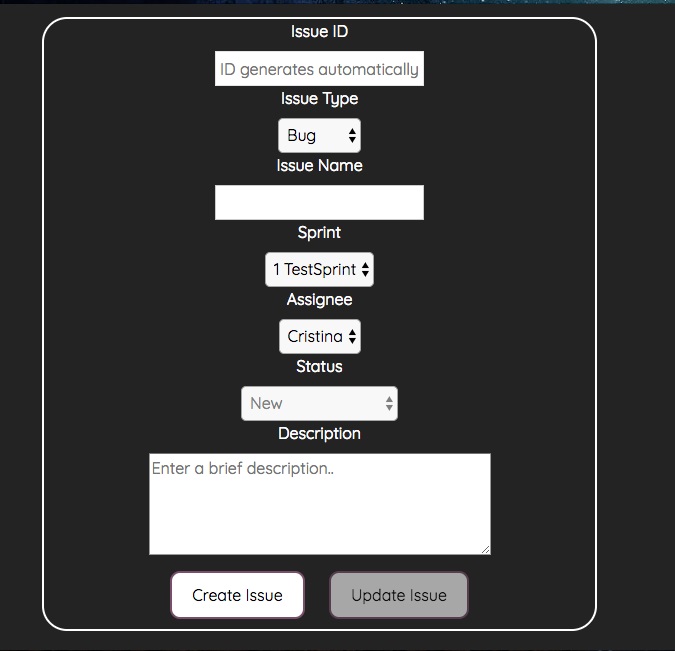 Issue ID
ID generates automatically
Issue Type
Bug
Issue Name
Sprint
1 TestSprint
Assignee
Cristina
Status
New
Description
Enter a brief description..
Create Issue Update Issue